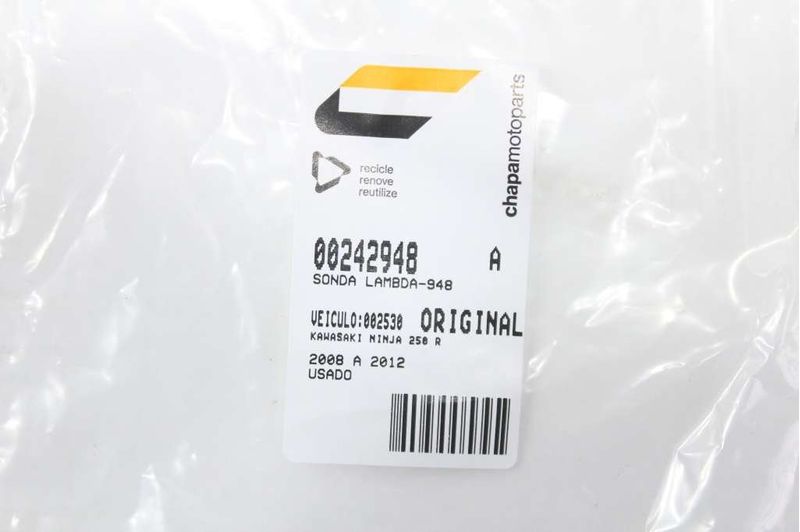 chapamotoparts
recicle
renove
reutilize
00242948 A
SONDA LAMBDA-948
VEICULO:002530 ORIGINAL
KAWASAKI NINJA 250 R
2008 A 2012
USADO